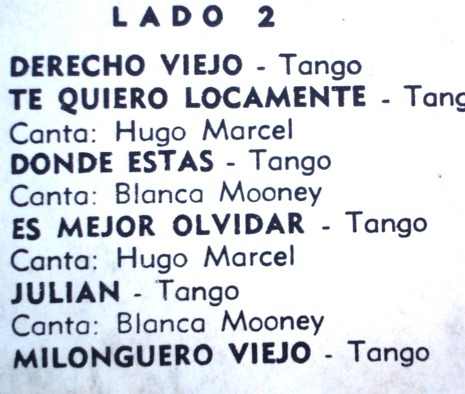 LADO 2
DERECHO VIEJO - Tango
TE QUIERO LOCAMENTE - Tang
Canta: Hugo Marcel
DONDE ESTAS - Tango
Canta: Blanca Mooney
ES MEJOR OLVIDAR - Tango
Canta: Hugo Marcel
JULIAN - Tango
Canta: Blanca Mooney
MILONGUERO VIEJO - Tango